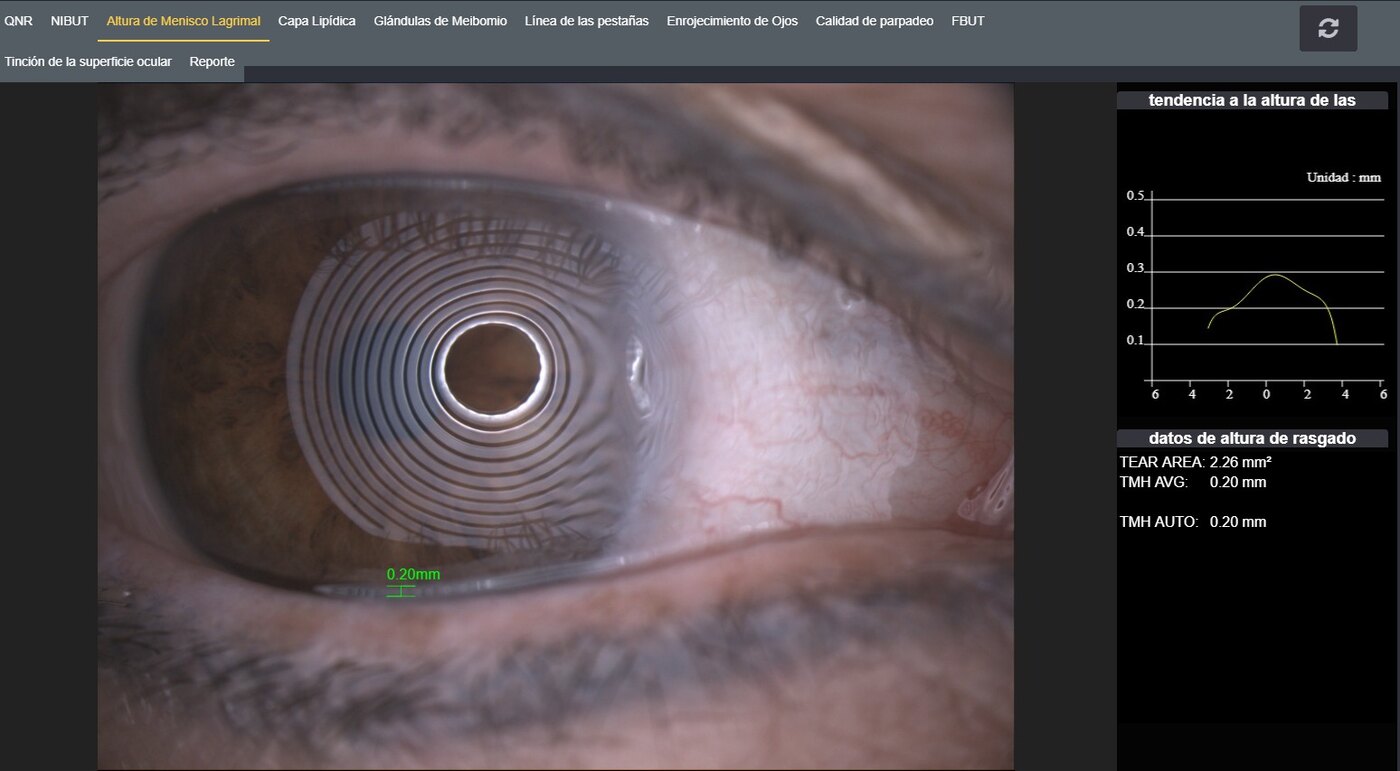 QNR NIBUT Altura de Menisco Lagrimal Capa Lipídica Glándulas de Meibomio Línea de las pestañas Enrojecimiento de Ojos Calidad de parpadeo FBUT
Tinción de la superficie ocular Reporte
0.20mm
tendencia a la altura de las
Unidad : mm
0.5
0.4
0.3
0.2
0.1
6 4 2 0 2 4 6
datos de altura de rasgado
TEAR AREA: 2.26 mm²
TMH AVG: 0.20 mm
TMH AUTO: 0.20 mm